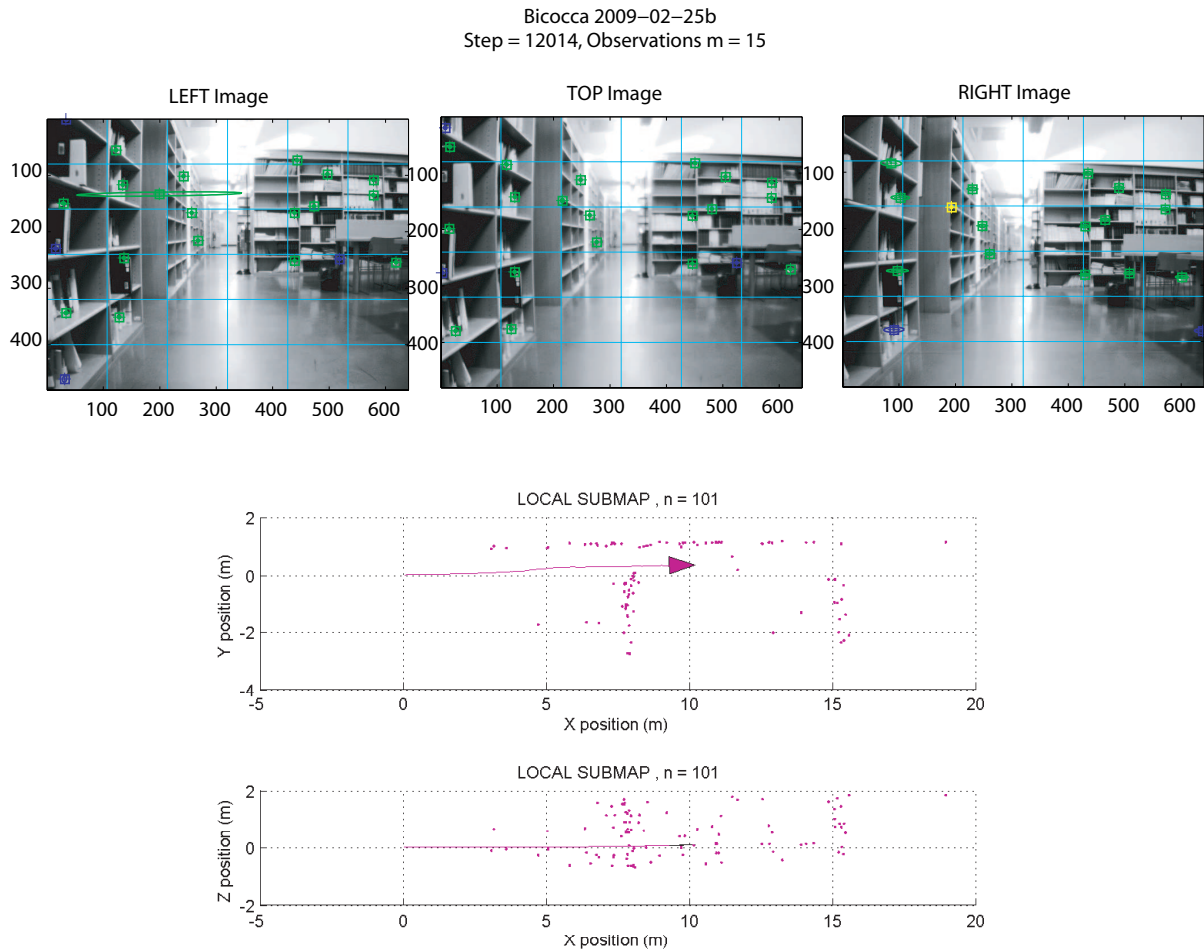 Bicocca 2009−02−25b
Step = 12014, Observations m = 15
LEFT Image
TOP Image
RIGHT Image
100
200
300
400
100 200 300 400 500 600
100
200
300
400
100 200 300 400 500 600
100
200
300
400
100 200 300 400 500 600
LOCAL SUBMAP , n = 101
Y position (m)
2
0
-2
-4
-5 0 5 10 15 20
X position (m)
LOCAL SUBMAP , n = 101
Z position (m)
2
0
-2
-5 0 5 10 15 20
X position (m)